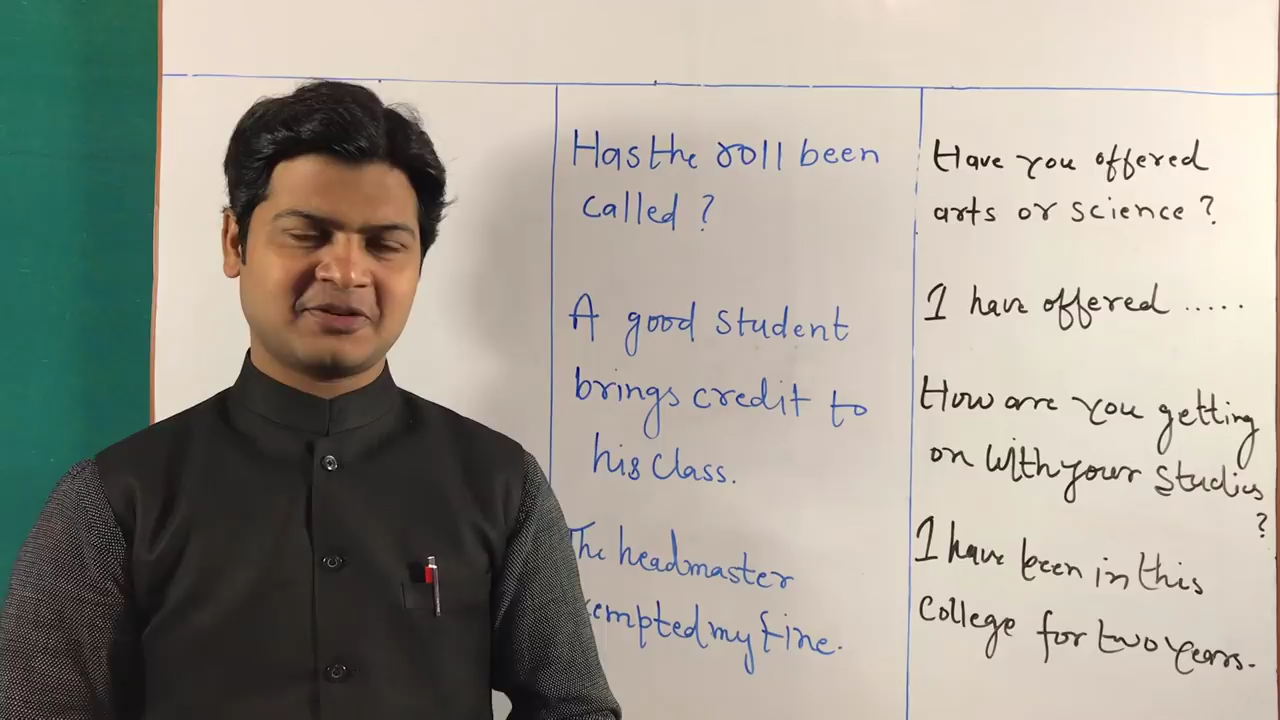 Has the roll been
called ?
A good student
brings credit to
his class.
The headmaster
my fine.
Have you offered
arts or science ?
I have offered .....
How are you getting
on with your studies
?
I have been in this
College for two years.